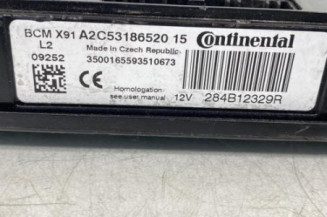 BCM X91 A2C53186520 15 Continental
L2 Made in Czech Republic
09252 3500165593510673
CE Homologation
see user manual 12V 284B12329R